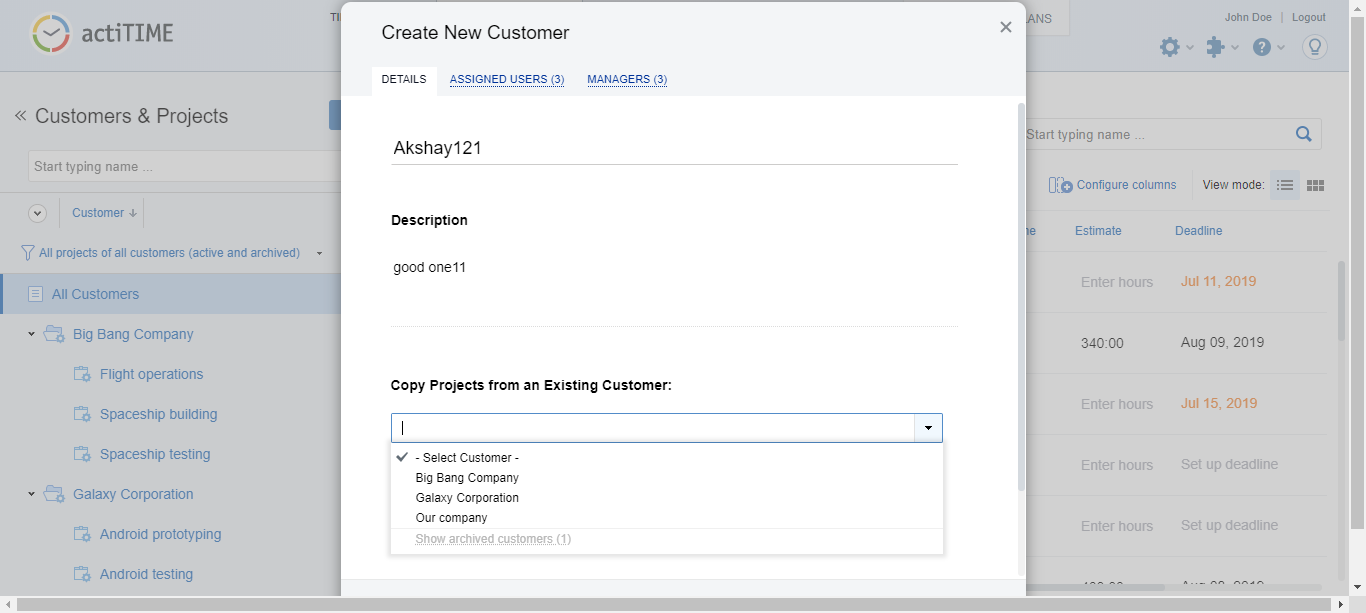 actiTIME
TI
Create New Customer
LANS
John Doe | Logout
DETAILS
ASSIGNED USERS (3)
MANAGERS (3)
Customers & Projects
Start typing name ...
Customer
All projects of all customers (active and archived)
All Customers
Big Bang Company
Flight operations
Spaceship building
Spaceship testing
Galaxy Corporation
Android prototyping
Android testing
Akshay121
Description
good one11
Copy Projects from an Existing Customer:
- Select Customer -
Big Bang Company
Galaxy Corporation
Our company
Show archived customers (1)
Start typing name ...
Configure columns
View mode:
ne Estimate Deadline
Enter hours Jul 11, 2019
340:00 Aug 09, 2019
Enter hours Jul 15, 2019
Enter hours Set up deadline
Enter hours Set up deadline